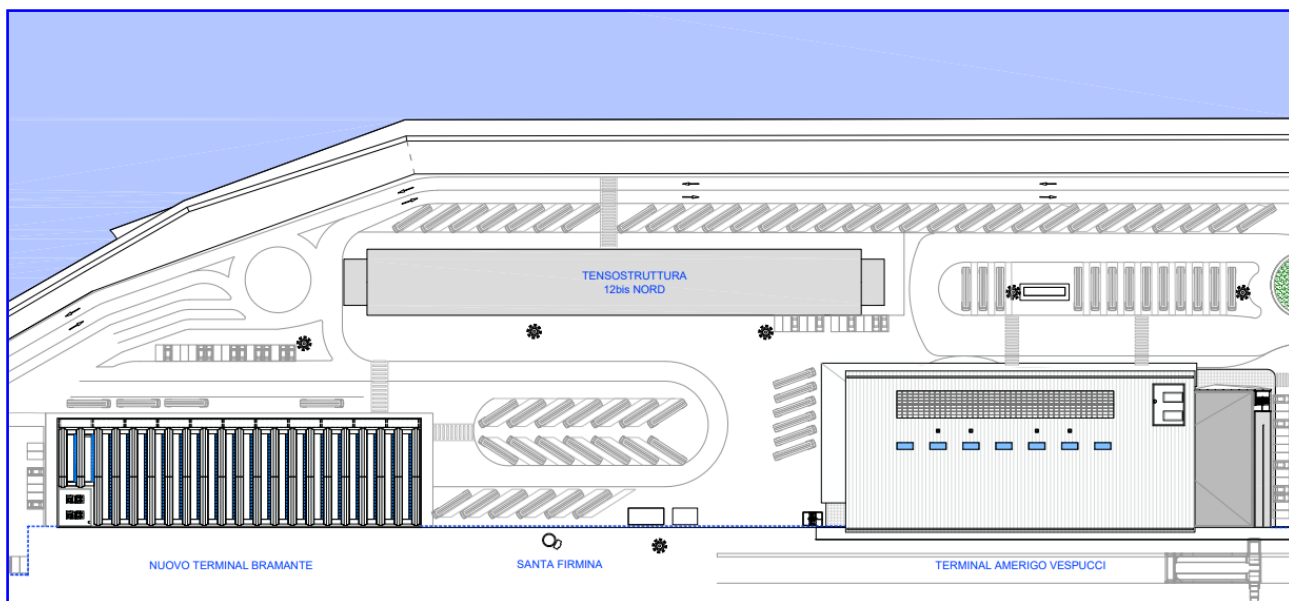 TENSOSTRUTTURA
12bis NORD
NUOVO TERMINAL BRAMANTE
SANTA FIRMINA
TERMINAL AMERIGO VESPUCCI